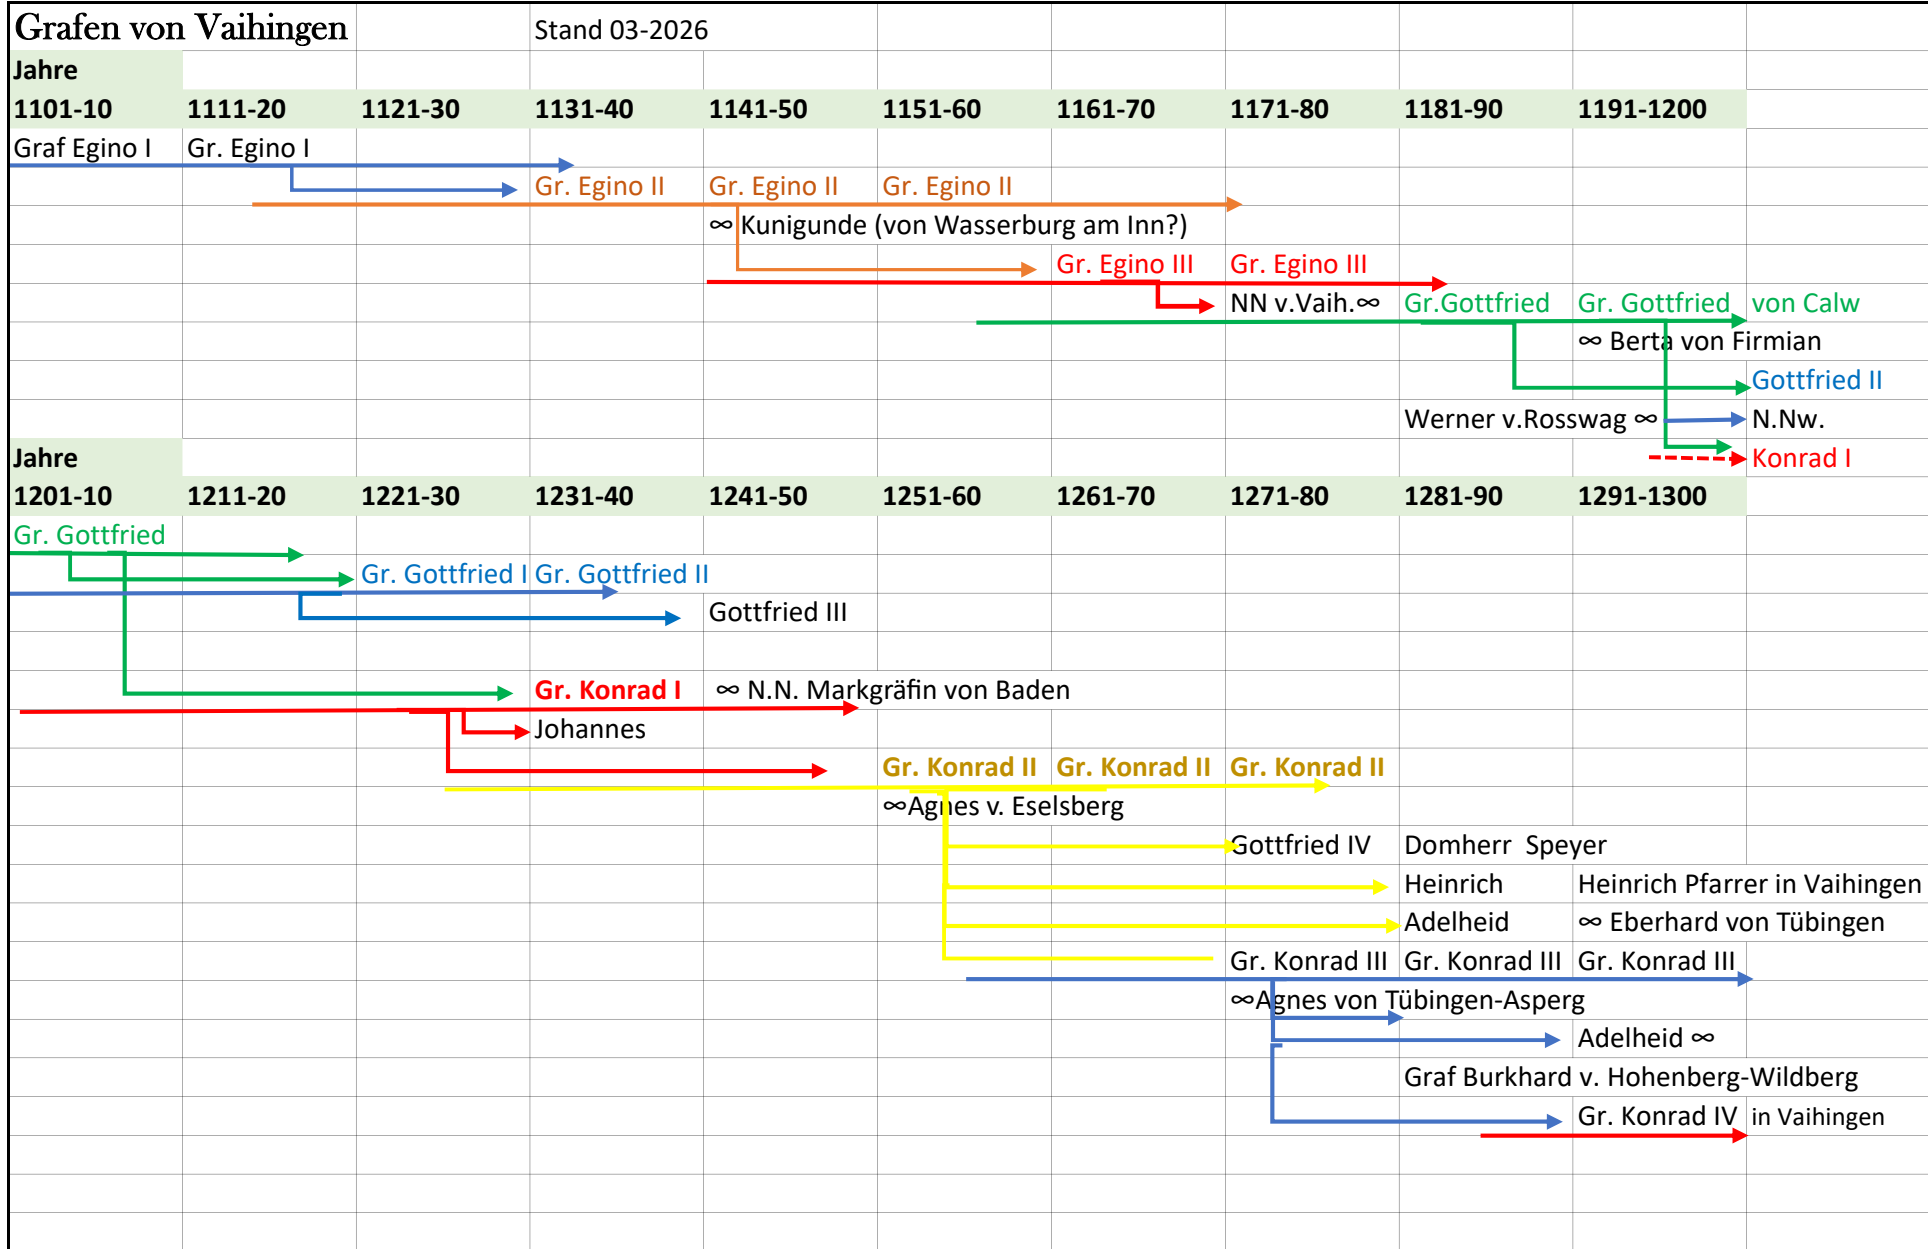 Grafen von Vaihingen Stand 03-2026
Jahre
1101-10 1111-20 1121-30 1131-40 1141-50 1151-60 1161-70 1171-80 1181-90 1191-1200
Graf Egino I Gr. Egino I
Gr. Egino II Gr. Egino II Gr. Egino II
∞ Kunigunde (von Wasserburg am Inn?)
Gr. Egino III Gr. Egino III
NN v.Vaih.∞ Gr.Gottfried Gr. Gottfried von Calw
∞ Berta von Firmian
Gottfried II
Werner v.Rosswag ∞ N.Nw.
Jahre Konrad I
1201-10 1211-20 1221-30 1231-40 1241-50 1251-60 1261-70 1271-80 1281-90 1291-1300
Gr. Gottfried
Gr. Gottfried I Gr. Gottfried II
Gottfried III
Gr. Konrad I ∞ N.N. Markgräfin von Baden
Johannes
Gr. Konrad II Gr. Konrad II Gr. Konrad II
∞Agnes v. Eselsberg
Gottfried IV Domherr Speyer
Heinrich Heinrich Pfarrer in Vaihingen
Adelheid ∞ Eberhard von Tübingen
Gr. Konrad III Gr. Konrad III Gr. Konrad III
∞Agnes von Tübingen-Asperg
Adelheid ∞
Graf Burkhard v. Hohenberg-Wildberg
Gr. Konrad IV in Vaihingen